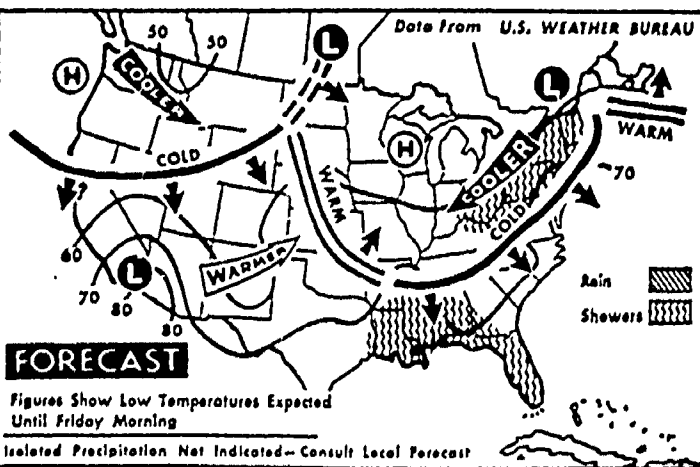 Data From U.S. WEATHER BUREAU
50
50
L
H
COOLER
L
WARM
COLD
H
COOLER
WARM
70
COLD
60
WARMER
L
70
80
80
Rain
Showers
FORECAST
Figures Show Low Temperatures Expected
Until Friday Morning
Isolated Precipitation Not Indicated—Consult Local Forecast